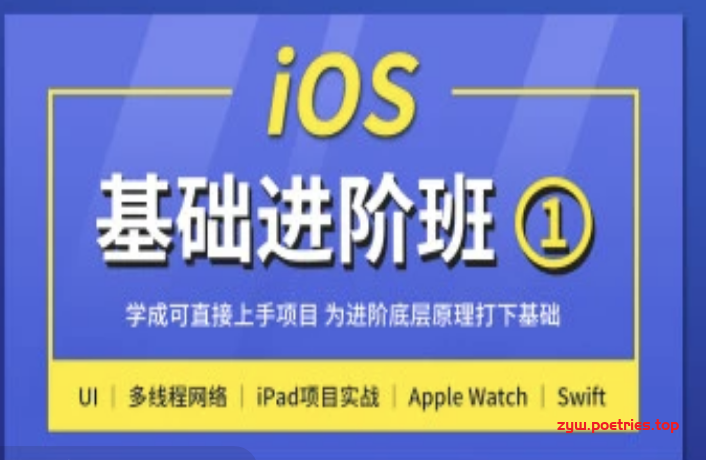 iOS
基础进阶班 ①
学成可直接上手项目 为进阶底层原理打下基础
UI | 多线程网络 | iPad项目实战 | Apple Watch | Swift
zyw.poetries.top